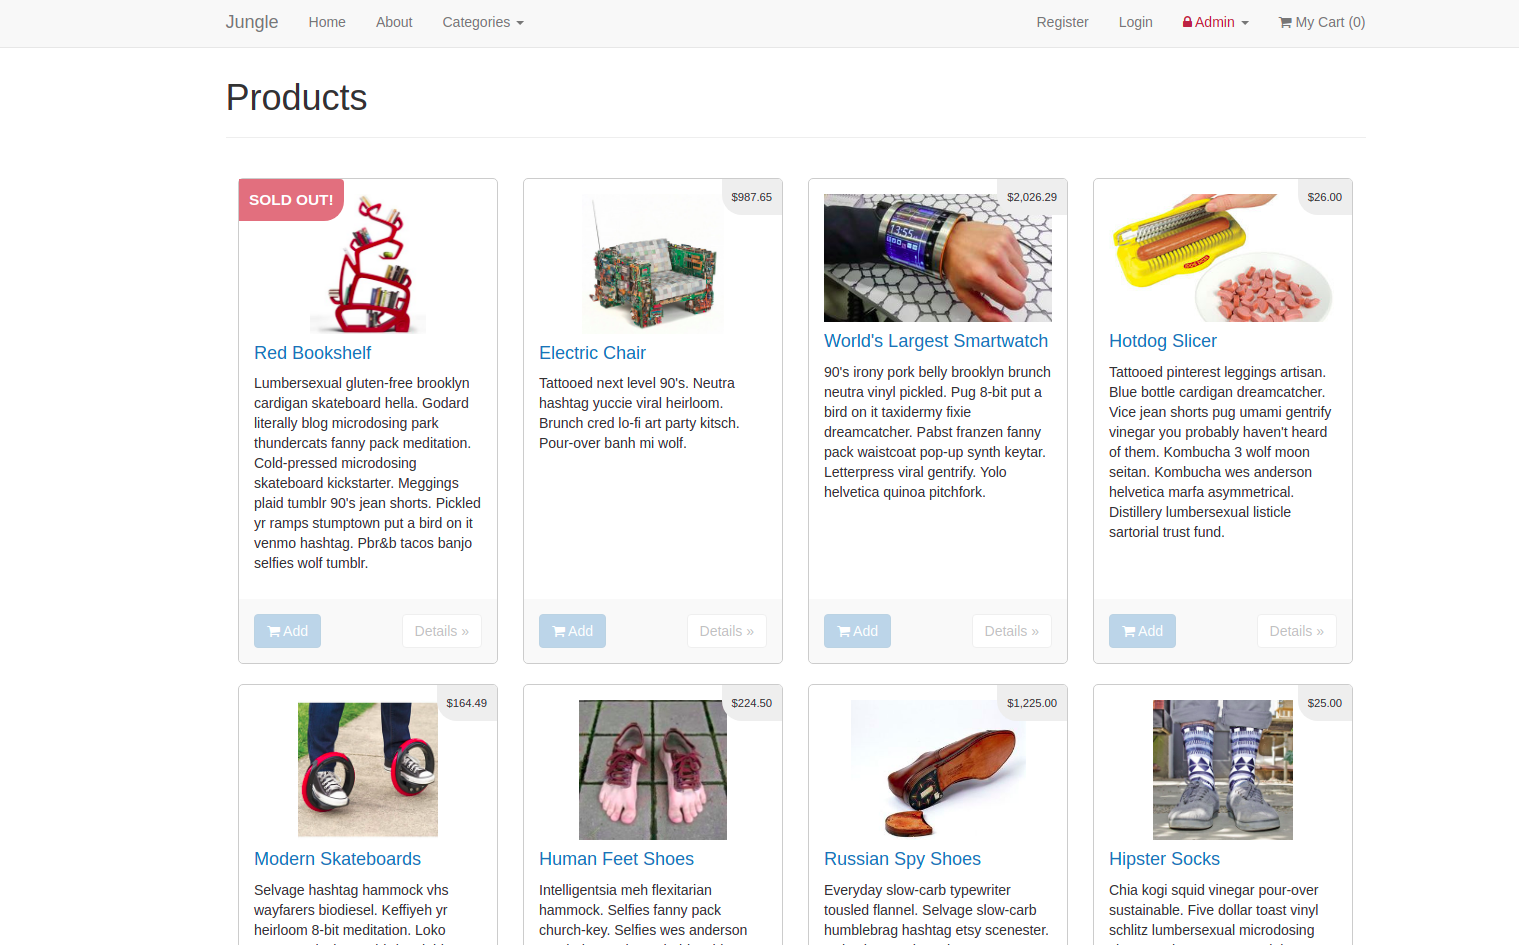 Jungle Home About Categories Register Login Admin My Cart (0)
Products
SOLD OUT!
Red Bookshelf
Lumbersexual gluten-free brooklyn
cardigan skateboard hella. Godard
literally blog microdosing park
thundercats fanny pack meditation.
Cold-pressed microdosing
skateboard kickstarter. Meggings
plaid tumblr 90's jean shorts. Pickled
yr ramps stumptown put a bird on it
venmo hashtag. Pbr&b tacos banjo
selfies wolf tumblr.
Add Details »
$987.65
Electric Chair
Tattooed next level 90's. Neutra
hashtag yuccie viral heirloom.
Brunch cred lo-fi art party kitsch.
Pour-over banh mi wolf.
Add Details »
$2,026.29
13:55
World's Largest Smartwatch
90's irony pork belly brooklyn brunch
neutra vinyl pickled. Pug 8-bit put a
bird on it taxidermy fixie
dreamcatcher. Pabst franzen fanny
pack waistcoat pop-up synth keytar.
Letterpress viral gentrify. Yolo
helvetica quinoa pitchfork.
Add Details »
$26.00
Hotdog Slicer
Tattooed pinterest leggings artisan.
Blue bottle cardigan dreamcatcher.
Vice jean shorts pug umami gentrify
vinegar you probably haven't heard
of them. Kombucha 3 wolf moon
seitan. Kombucha wes anderson
helvetica marfa asymmetrical.
Distillery lumbersexual listicle
sartorial trust fund.
Add Details »
$164.49
Modern Skateboards
Selvage hashtag hammock vhs
wayfarers biodiesel. Keffiyeh yr
heirloom 8-bit meditation. Loko
$224.50
Human Feet Shoes
Intelligentsia meh flexitarian
hammock. Selfies fanny pack
church-key. Selfies wes anderson
$1,225.00
Russian Spy Shoes
Everyday slow-carb typewriter
tousled flannel. Selvage slow-carb
humblebrag hashtag etsy scenester.
$25.00
Hipster Socks
Chia kogi squid vinegar pour-over
sustainable. Five dollar toast vinyl
schlitz lumbersexual microdosing